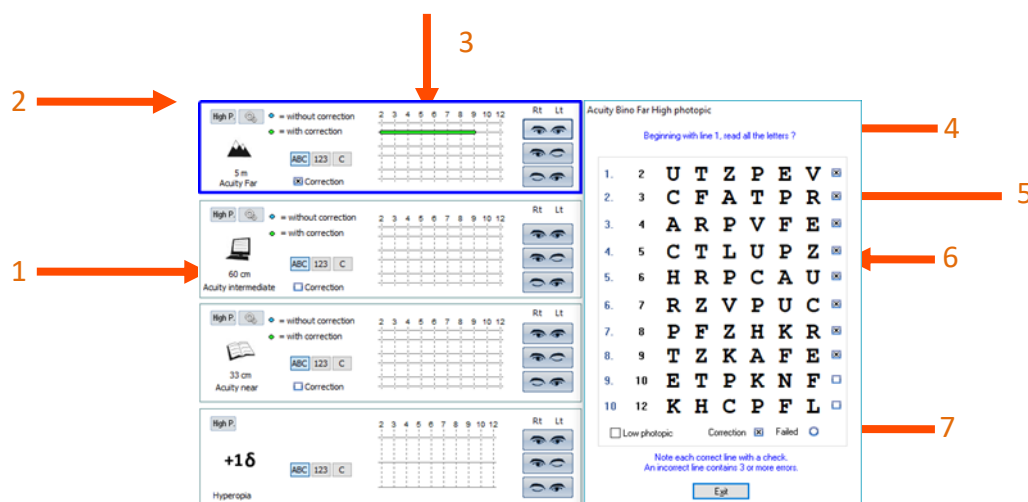 3
2
High P.
= without correction
= with correction
2 3 4 5 6 7 8 9 10 12
Rt Lt
ABC 123 C
5 m
Acuity Far
Correction
High P.
= without correction
= with correction
2 3 4 5 6 7 8 9 10 12
Rt Lt
1
ABC 123 C
60 cm
Acuity intermediate
Correction
High P.
= without correction
= with correction
2 3 4 5 6 7 8 9 10 12
Rt Lt
ABC 123 C
33 cm
Acuity near
Correction
High P.
2 3 4 5 6 7 8 9 10 12
Rt Lt
+1δ
ABC 123 C
Hyperopia
Acuity Bino Far High photopic
4
Beginning with line 1, read all the letters ?
1. 2 U T Z P E V
2. 3 C F A T P R
5
3. 4 A R P V F E
4. 5 C T L U P Z
6
5. 6 H R P C A U
6. 7 R Z V P U C
7. 8 P F Z H K R
8. 9 T Z K A F E
9. 10 E T P K N F
10 12 K H C P F L
Low photopic Correction Failed
7
Note each correct line with a check.
An incorrect line contains 3 or more errors.
Exit